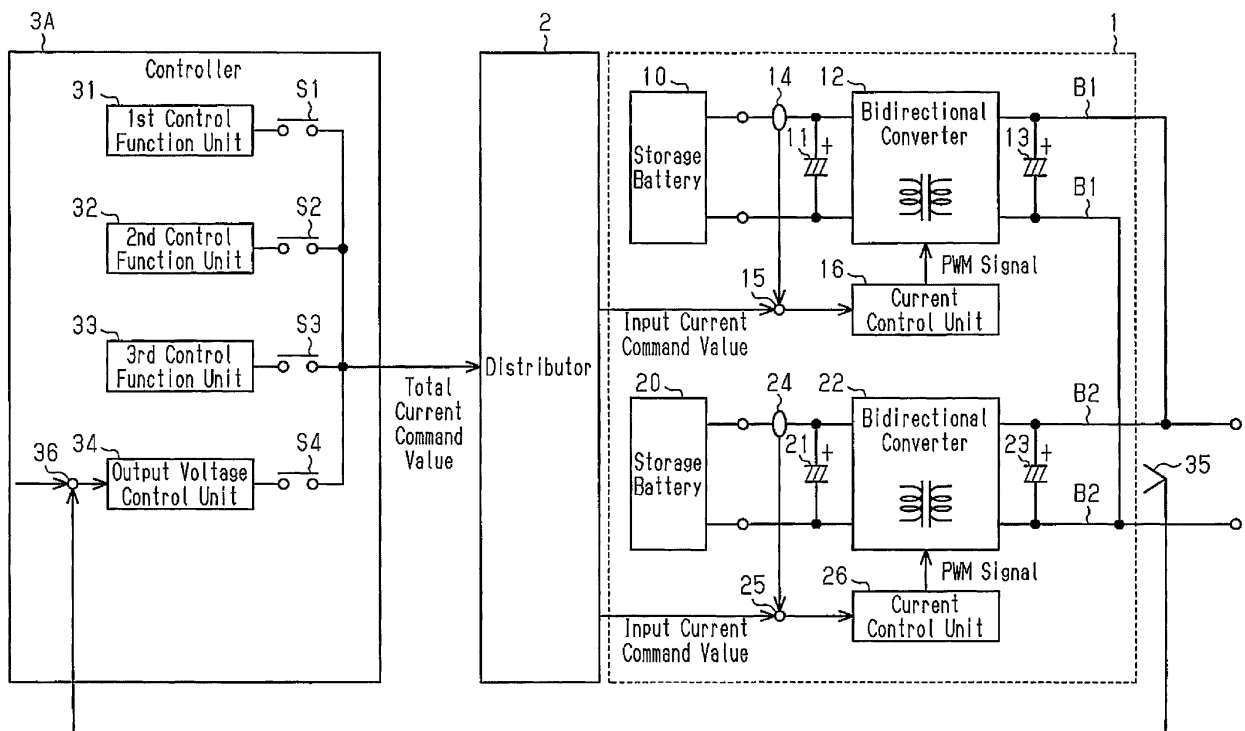 3A
Controller
31
1st Control
Function Unit
S1
32
2nd Control
Function Unit
S2
33
3rd Control
Function Unit
S3
34
Output Voltage
Control Unit
S4
36
Total
Current
Command
Value
2
Distributor
1
10
Storage
Battery
14
11
+
12
Bidirectional
Converter
13
+
B1
B1
PWM Signal
15
16
Current
Control Unit
Input Current
Command Value
20
Storage
Battery
24
21
+
22
Bidirectional
Converter
23
+
B2
B2
35
PWM Signal
25
26
Current
Control Unit
Input Current
Command Value